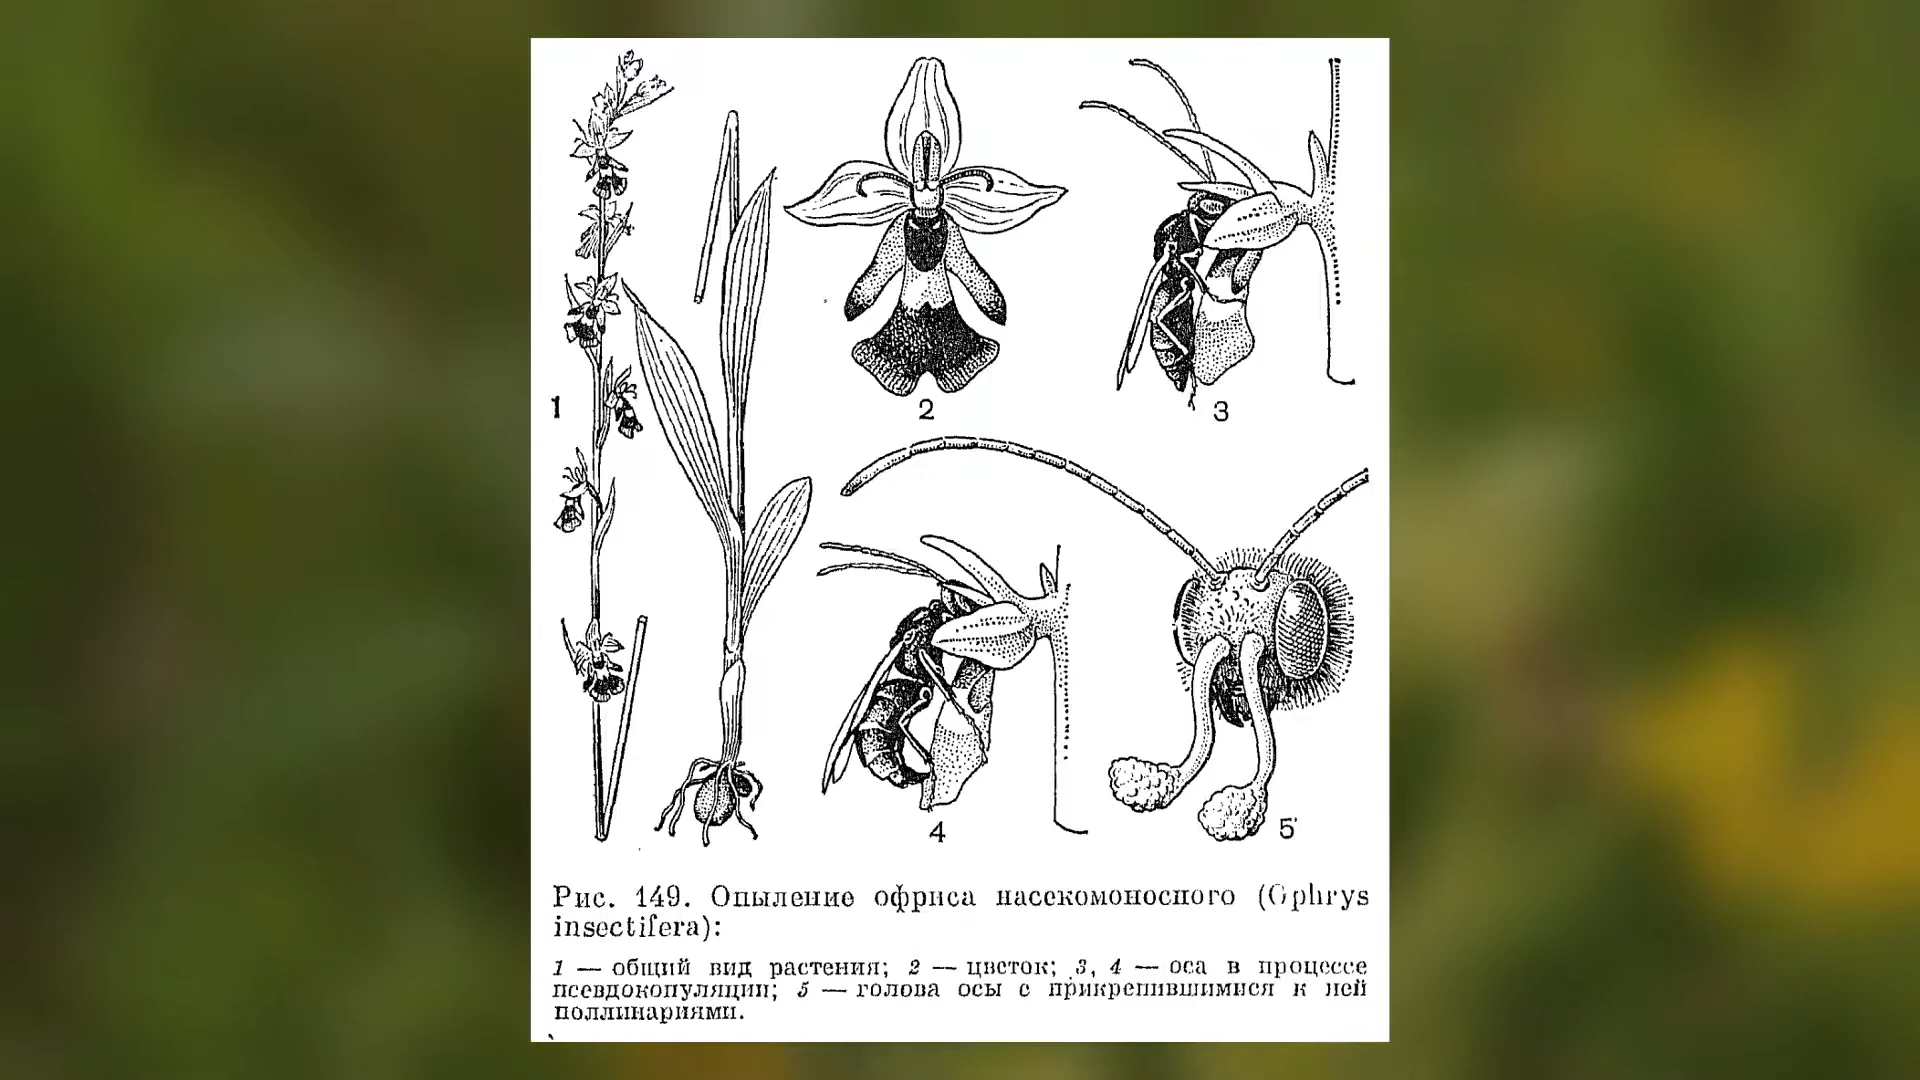 1
2
3
4
5
Рис. 149. Опыление офриса насекомоносного (Ophrys
insectifera):
1 — общий вид растения; 2 — цветок; 3, 4 — оса в процессе
псевдокопуляции; 5 — голова осы с прикрепившимися к ней
поллинариями.